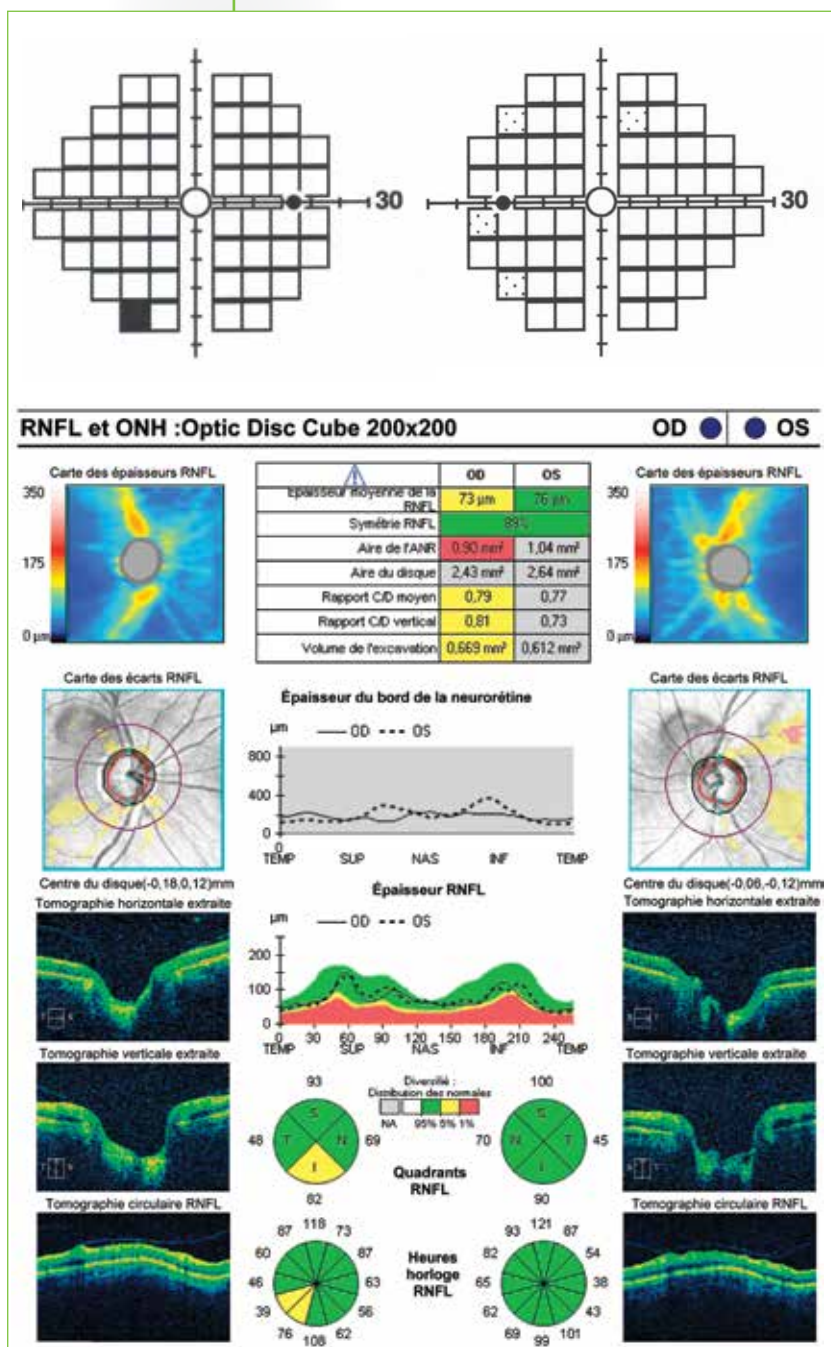 30
30
RNFL et ONH :Optic Disc Cube 200x200 OD OS
Carte des épaisseurs RNFL
350
175
0 µm
OD OS
Epaisseur moyenne de la RNFL 73 µm 76 µm
Symétrie RNFL 89%
Aire de l'ANR 0,90 mm² 1,04 mm²
Aire du disque 2,43 mm² 2,64 mm²
Rapport C/D moyen 0,79 0,77
Rapport C/D vertical 0,81 0,73
Volume de l'excavation 0,669 mm³ 0,612 mm³
Carte des épaisseurs RNFL
350
175
0 µm
Carte des écarts RNFL
Centre du disque(-0,18,0,12)mm
Épaisseur du bord de la neurorétine
µm OD OS
800
400
0
0
TEMP SUP NAS INF TEMP
Carte des écarts RNFL
Centre du disque(-0,06,-0,12)mm
Tomographie horizontale extraite
Épaisseur RNFL
µm OD OS
200
100
0
0 30 60 90 120 150 180 210 240
TEMP SUP NAS INF TEMP
Tomographie horizontale extraite
Tomographie verticale extraite
93
S
48 T N 69
I
82
Diversifié :
Distribution des normales
NA 95% 5% 1%
Quadrants
RNFL
100
S
70 N T 45
I
90
Tomographie verticale extraite
Tomographie circulaire RNFL
118
87 73
60 87
46 63
39 56
76 62
108
Heures
horloge
RNFL
121
93 87
82 54
65 38
62 43
69 101
99
Tomographie circulaire RNFL